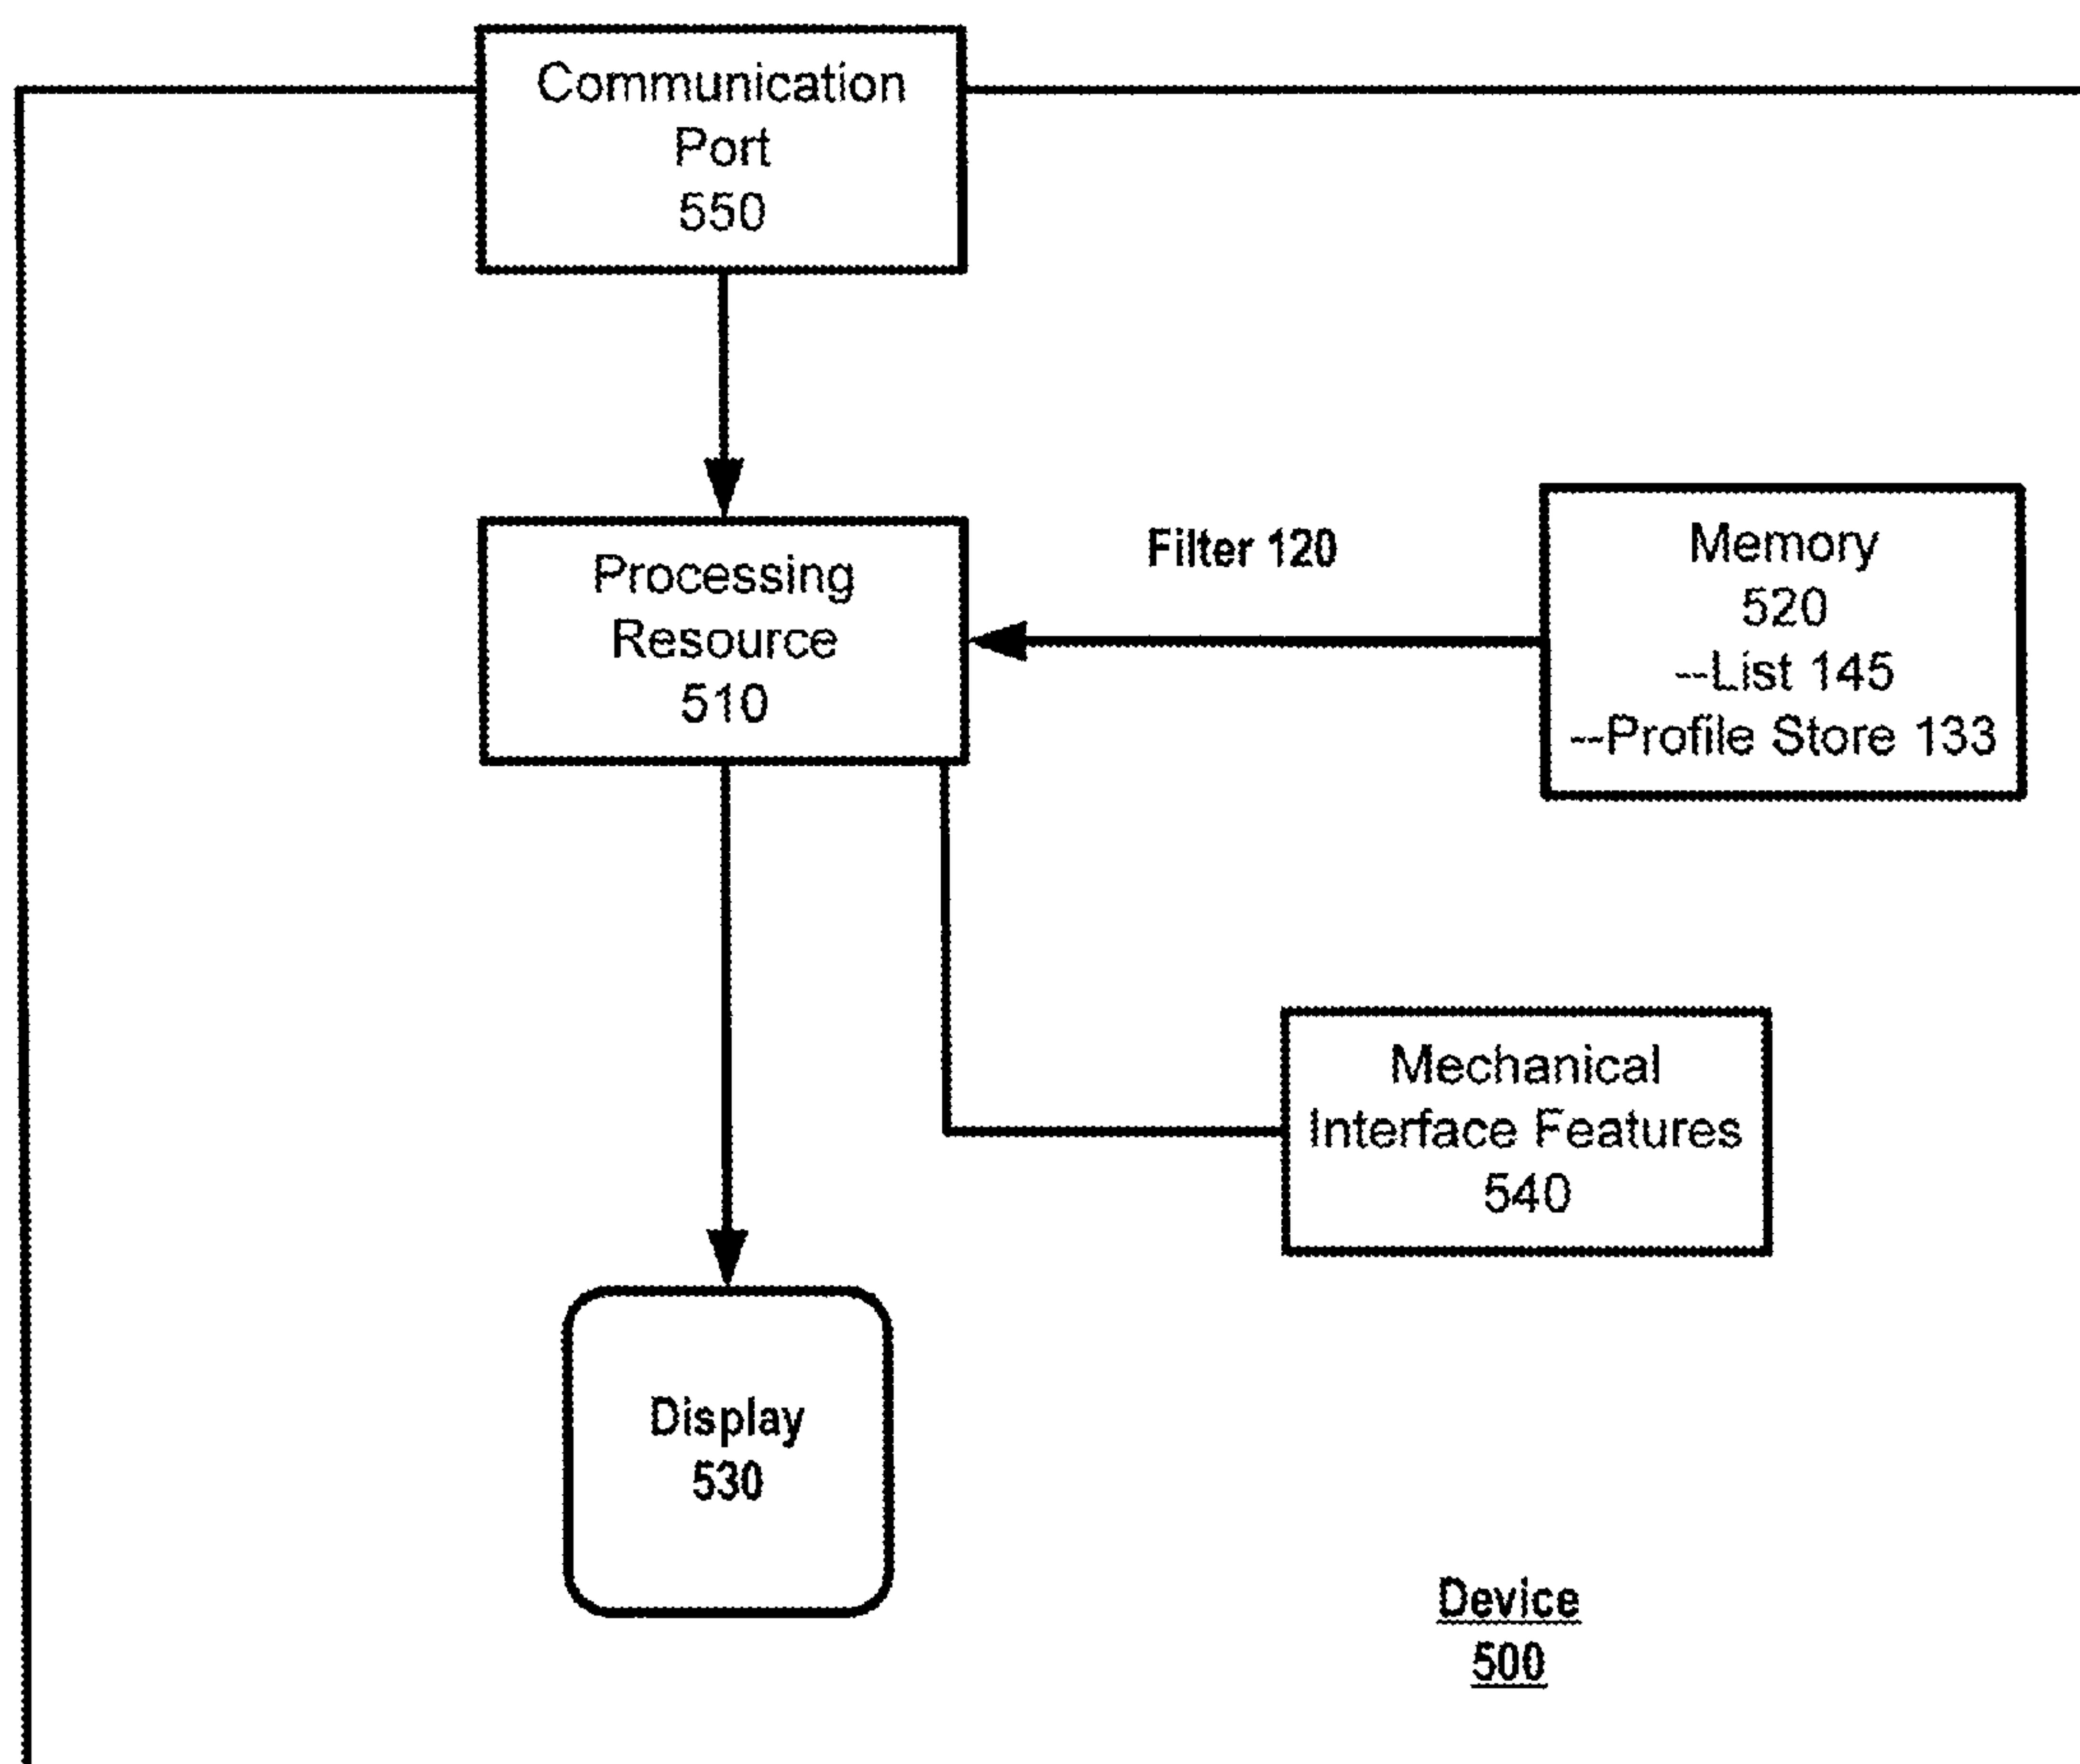 Communication
Port
550
Processing
Resource
510
Filter 120
Memory
520
--List 145
--Profile Store 133
Mechanical
Interface Features
540
Display
530
Device
500